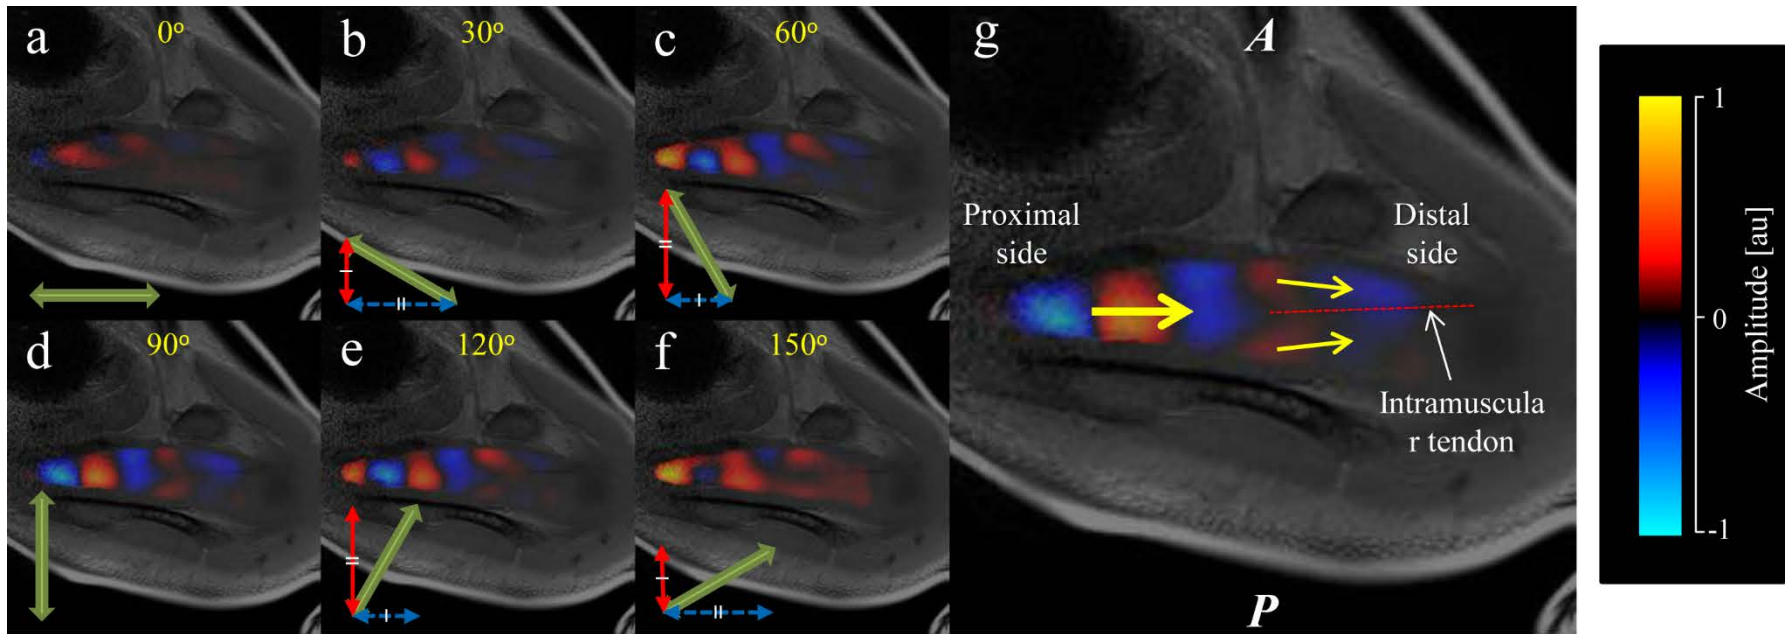 a
0°
b
30°
c
60°
d
90°
e
120°
f
150°
g
A
Proximal
side
Distal
side
Intramuscula
r tendon
P
1
0
-1
Amplitude [au]